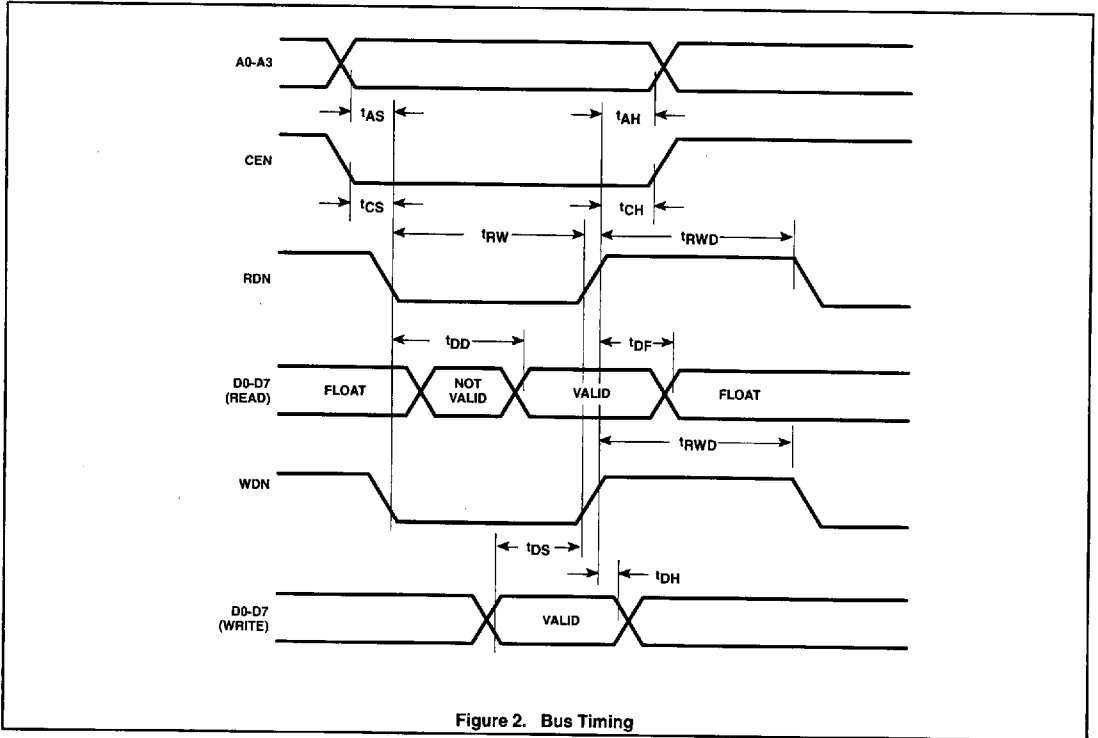 A0-A3
tAS
tAH
CEN
tCS
tCH
tRW
tRWD
RDN
tDD
tDF
D0-D7
(READ)
FLOAT
NOT
VALID
VALID
FLOAT
tRWD
WDN
tDS
tDH
D0-D7
(WRITE)
VALID
Figure 2. Bus Timing